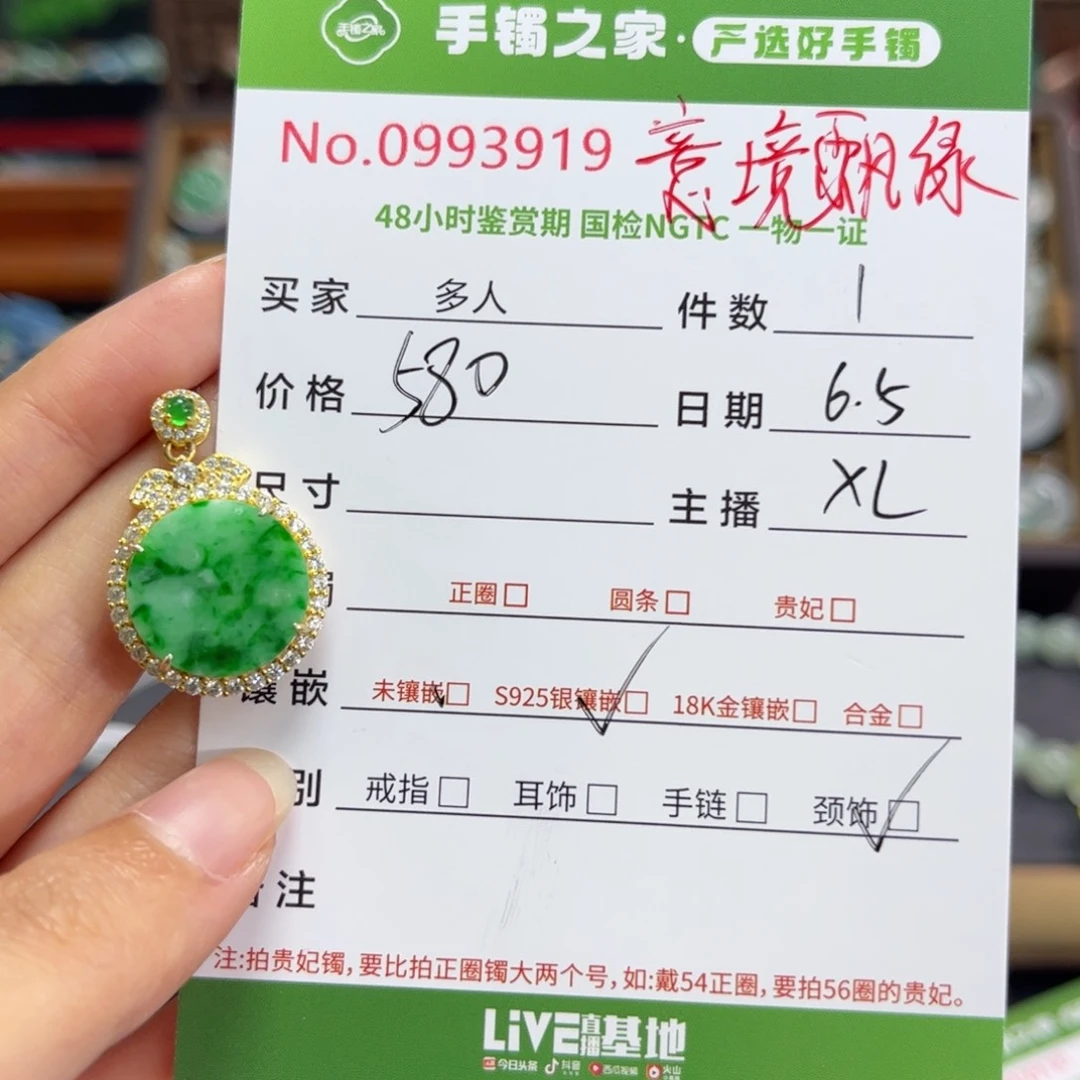 手镯之家 手镯之家·严选好手镯
No.0993919 意境飘绿
48小时鉴赏期 国检NGTC 一物一证
买家 多人 件数 1
价格 580 日期 6.5
尺寸 主播 XL
正圈□ 圆条□ 贵妃□
镶嵌 未镶嵌□ S925银镶嵌□ 18K金镶嵌□ 合金□
别 戒指□ 耳饰□ 手链□ 颈饰□
注
注:拍贵妃镯,要比拍正圈镯大两个号,如:戴54正圈,要拍56圈的贵妃。
LiVE直播基地
今日头条 抖音 西瓜视频 火山